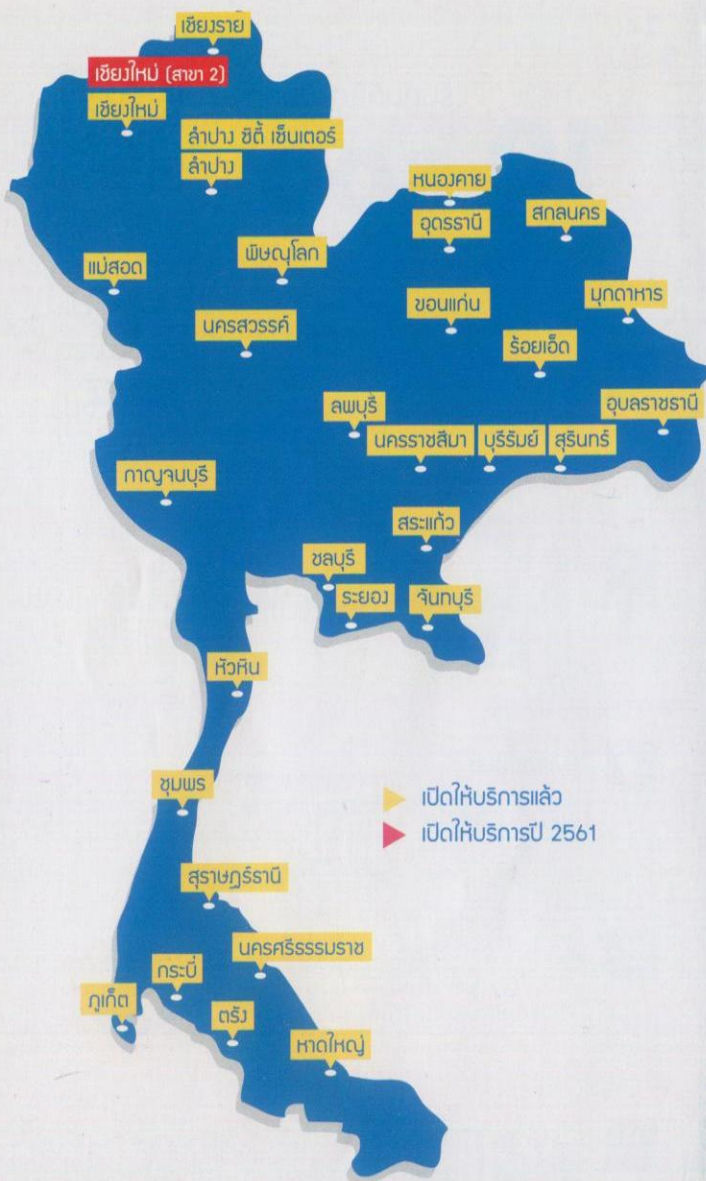 เชียงราย
เชียงใหม่ (สาขา 2)
เชียงใหม่
ลำปาง ซิตี้ เซ็นเตอร์
ลำปาง
หนองคาย
อุดรธานี
สกลนคร
พิษณุโลก
แม่สอด
ขอนแก่น
มุกดาหาร
นครสวรรค์
ร้อยเอ็ด
ลพบุรี
อุบลราชธานี
นครราชสีมา
บุรีรัมย์
สุรินทร์
กาญจนบุรี
สระแก้ว
ชลบุรี
ระยอง
จันทบุรี
หัวหิน
ชุมพร
เปิดให้บริการแล้ว
เปิดให้บริการปี 2561
สุราษฎร์ธานี
นครศรีธรรมราช
กระบี่
ภูเก็ต
ตรัง
หาดใหญ่